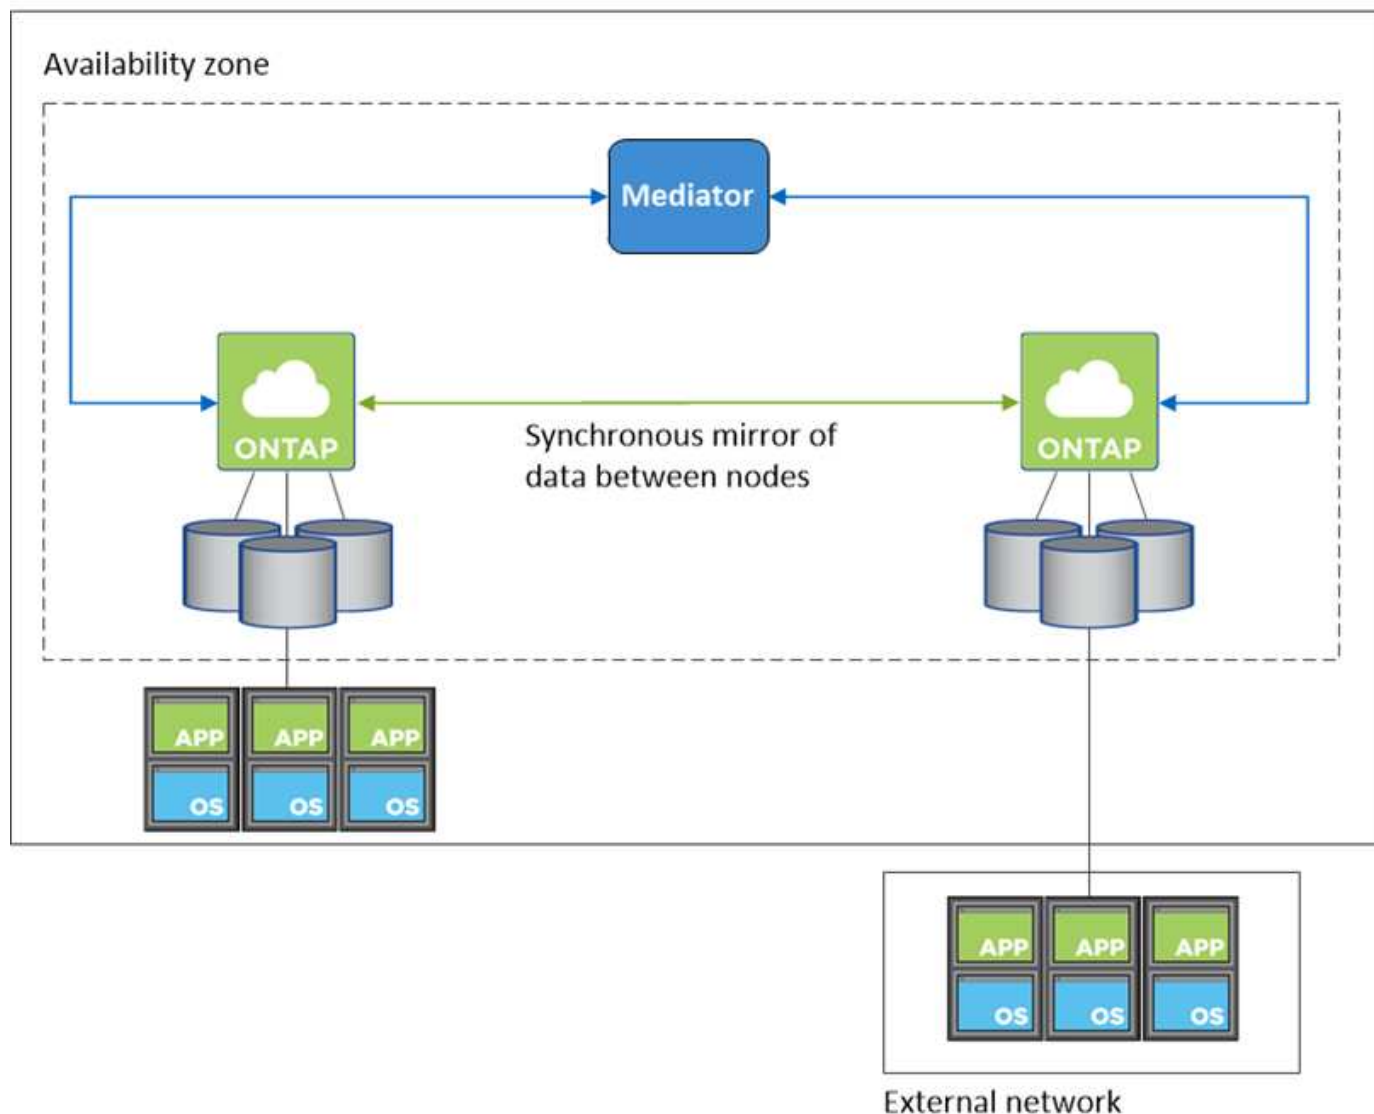 Availability zone
Mediator
ONTAP
ONTAP
Synchronous mirror of
data between nodes
APP APP APP
OS OS OS
APP APP APP
OS OS OS
External network